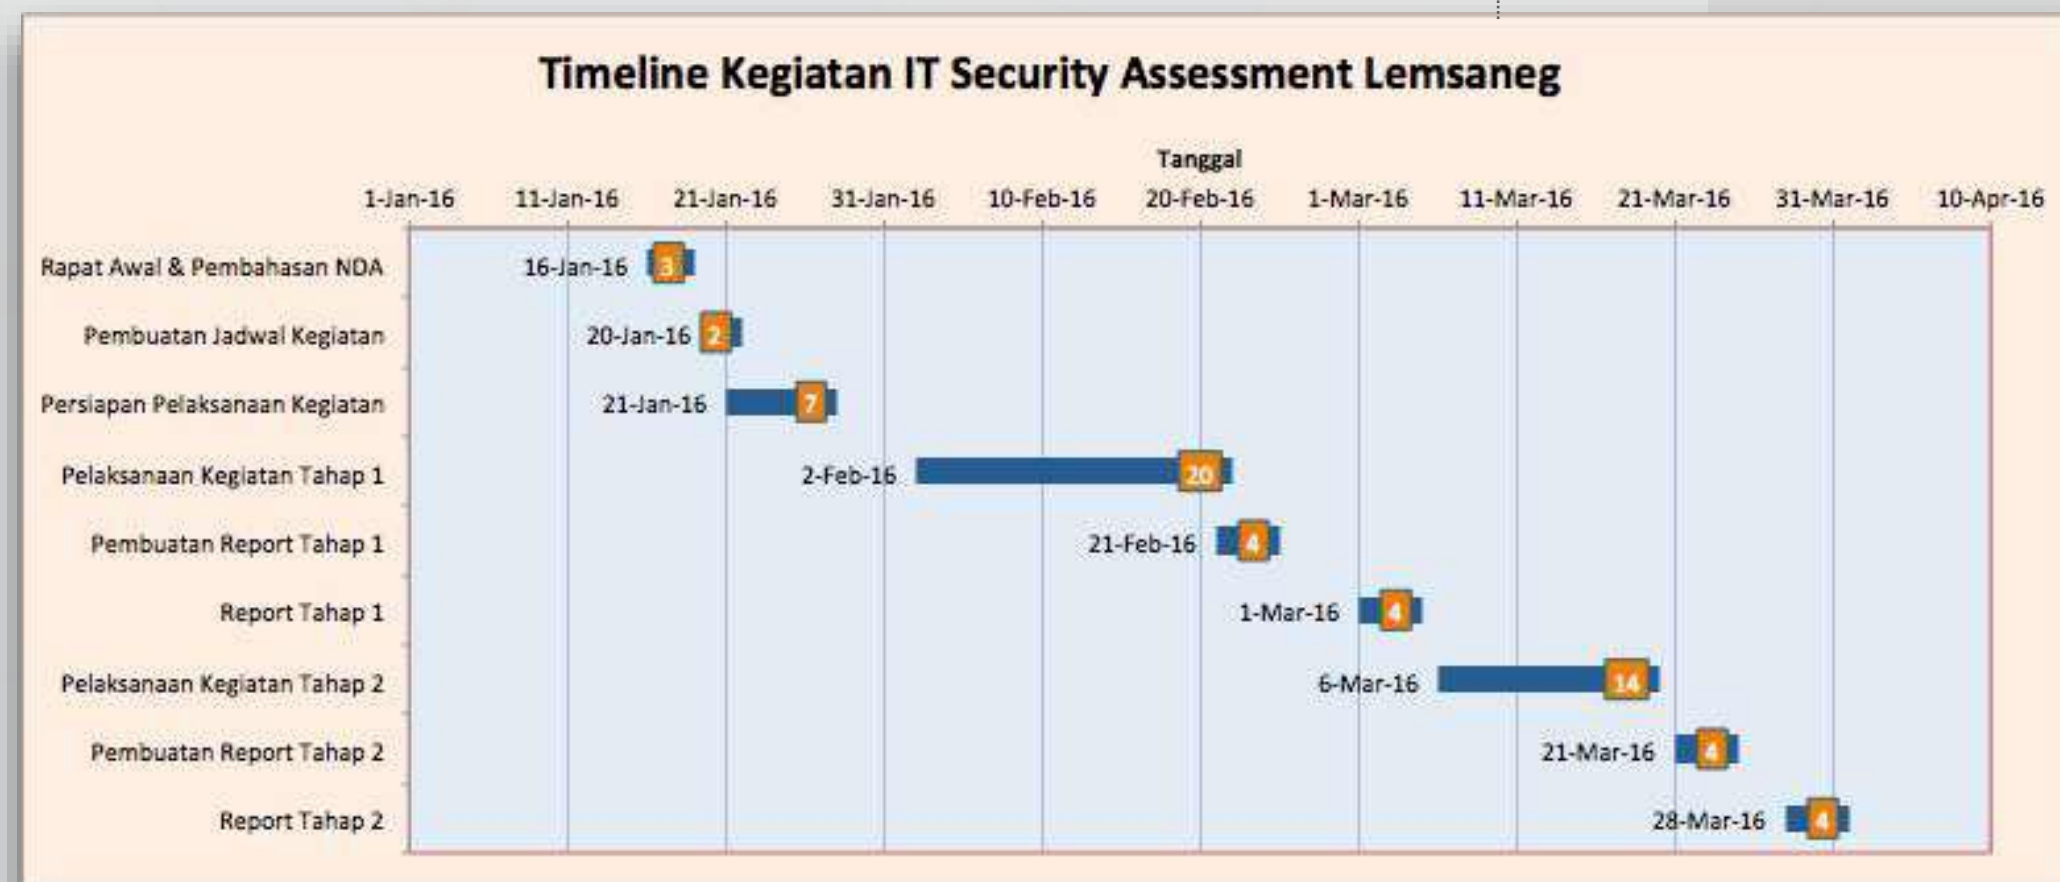 Timeline Kegiatan IT Security Assessment Lemsaneg
Tanggal
1-Jan-16 11-Jan-16 21-Jan-16 31-Jan-16 10-Feb-16 20-Feb-16 1-Mar-16 11-Mar-16 21-Mar-16 31-Mar-16 10-Apr-16
Rapat Awal & Pembahasan NDA 16-Jan-16 3
Pembuatan Jadwal Kegiatan 20-Jan-16 2
Persiapan Pelaksanaan Kegiatan 21-Jan-16 7
Pelaksanaan Kegiatan Tahap 1 2-Feb-16 20
Pembuatan Report Tahap 1 21-Feb-16 4
Report Tahap 1 1-Mar-16 4
Pelaksanaan Kegiatan Tahap 2 6-Mar-16 14
Pembuatan Report Tahap 2 21-Mar-16 4
Report Tahap 2 28-Mar-16 4